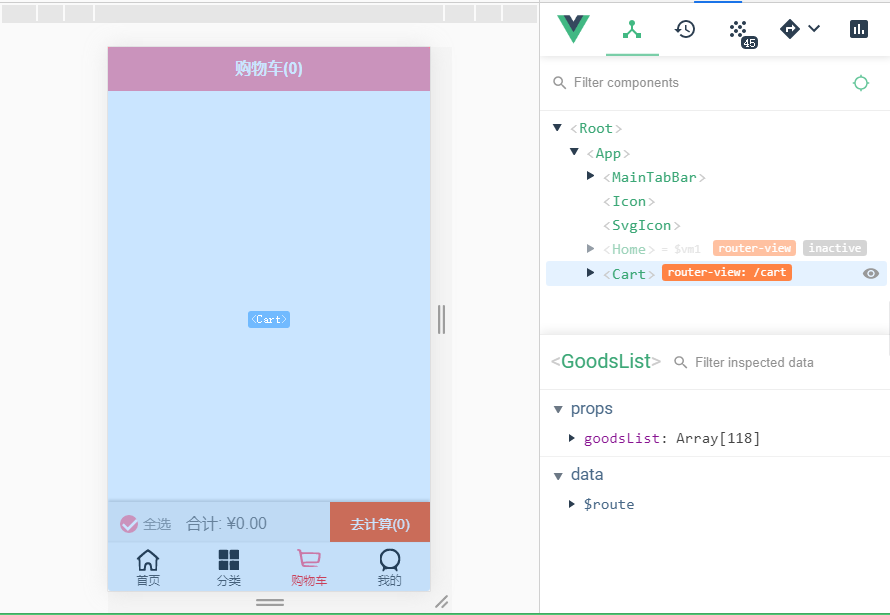 购物车(0)
<Cart>
全选
合计: ¥0.00
去计算(0)
首页
分类
购物车
我的
45
Filter components
<Root>
<App>
<MainTabBar>
<Icon>
<SvgIcon>
<Home> = $vm1 router-view inactive
<Cart> router-view: /cart
<GoodsList> Filter inspected data
props
goodsList: Array[118]
data
$route